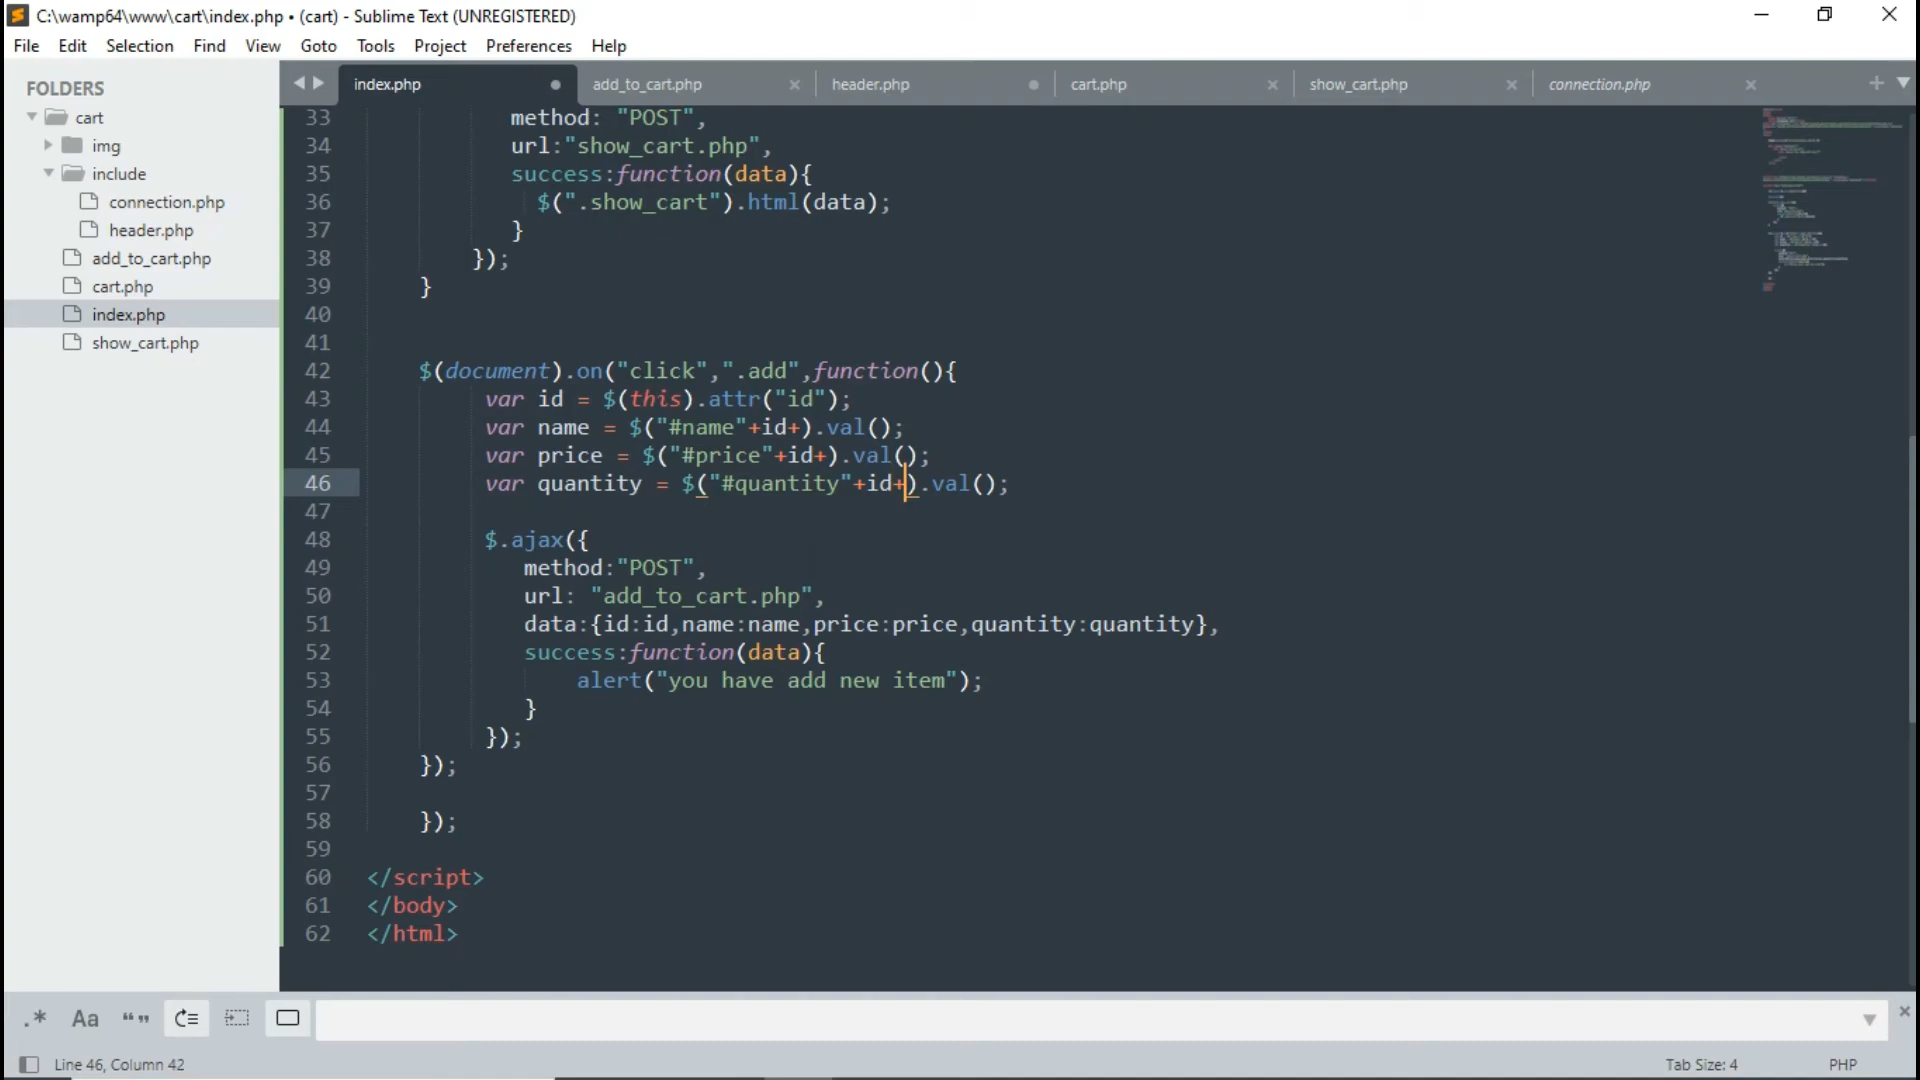 C:\wamp64\www\cart\index.php • (cart) - Sublime Text (UNREGISTERED)
File Edit Selection Find View Goto Tools Project Preferences Help
FOLDERS
cart
img
include
connection.php
header.php
add_to_cart.php
cart.php
index.php
show_cart.php
index.php add_to_cart.php header.php cart.php show_cart.php connection.php
33 method: "POST",
34 url:"show_cart.php",
35 success:function(data){
36 $(".show_cart").html(data);
37 }
38 });
39 }
40
41
42 $(document).on("click",".add",function(){
43 var id = $(this).attr("id");
44 var name = $("#name"+id+).val();
45 var price = $("#price"+id+).val();
46 var quantity = $("#quantity"+id+).val();
47
48 $.ajax({
49 method:"POST",
50 url: "add_to_cart.php",
51 data:{id:id,name:name,price:price,quantity:quantity},
52 success:function(data){
53 alert("you have add new item");
54 }
55 });
56 });
57
58 });
59
60 </script>
61 </body>
62 </html>
.* Aa “”
Line 46, Column 42 Tab Size: 4 PHP